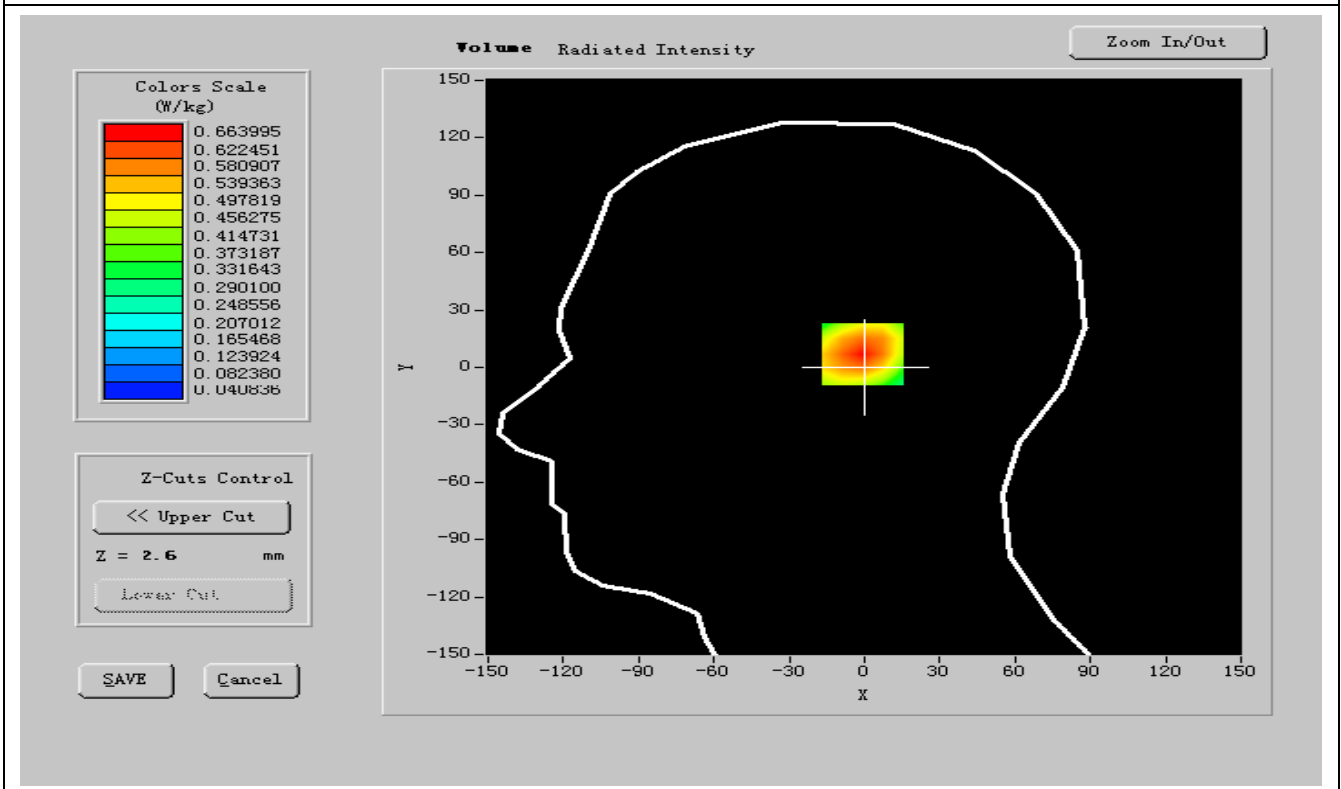 Volume Radiated Intensity
Zoom In/Out
Colors Scale
(W/kg)
0.663995
0.622451
0.580907
0.539363
0.497819
0.456275
0.414731
0.373187
0.331643
0.290100
0.248556
0.207012
0.165468
0.123924
0.082380
0.040836
Z-Cuts Control
<< Upper Cut
Z = 2.6 mm
Lower Cut
SAVE
Cancel
150
120
90
60
30
0
-30
-60
-90
-120
-150
Y
-150 -120 -90 -60 -30 0 30 60 90 120 150
X